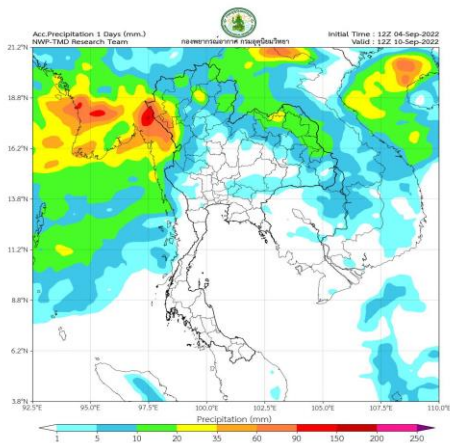 Acc.Precipitation 1 Days (mm.)
NWP-TMD Research Team
กองพยากรณ์อากาศ กรมอุตุนิยมวิทยา
Initial Time : 12Z 04-Sep-2022
Valid : 12Z 10-Sep-2022
21.2°N
18.8°N
16.2°N
13.8°N
11.2°N
8.8°N
6.2°N
3.8°N
92.5°E 95.0°E 97.5°E 100.0°E 102.5°E 105.0°E 107.5°E 110.0°E
Precipitation (mm)
1 5 10 20 35 60 90 150 200 250